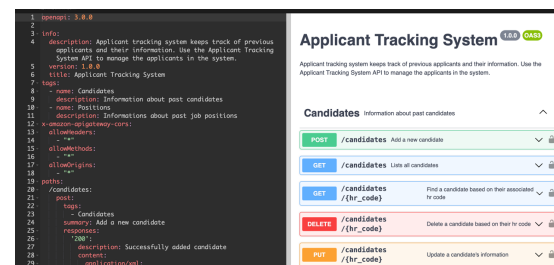 1 openapi: 3.0.0
2
3 info:
4 description: Applicant tracking system keeps track of previous
applicants and their information. Use the Applicant Tracking
System API to manage the applicants in the system.
5 version: 1.0.0
6 title: Applicant Tracking System
7 tags:
8 - name: Candidates
9 description: Information about past candidates
10 - name: Positions
11 description: Informations about past job positions
12 x-amazon-apigateway-cors:
13 allowHeaders:
14 - "*"
15 allowMethods:
16 - "*"
17 allowOrigins:
18 - "*"
19 paths:
20 /candidates:
21 post:
22 tags:
23 - Candidates
24 summary: Add a new candidate
25 responses:
26 '200':
27 description: Successfully added candidate
28 content:
29 application/xml:
Applicant Tracking System 1.0.0 OAS3
Applicant tracking system keeps track of previous applicants and their information. Use the
Applicant Tracking System API to manage the applicants in the system.
Candidates Information about past candidates
POST /candidates Add a new candidate
GET /candidates Lists all candidates
GET /candidates/{hr_code} Find a candidate based on their associated hr code
DELETE /candidates/{hr_code} Delete a candidate based on their hr code
PUT /candidates/{hr_code} Update a candidate's information